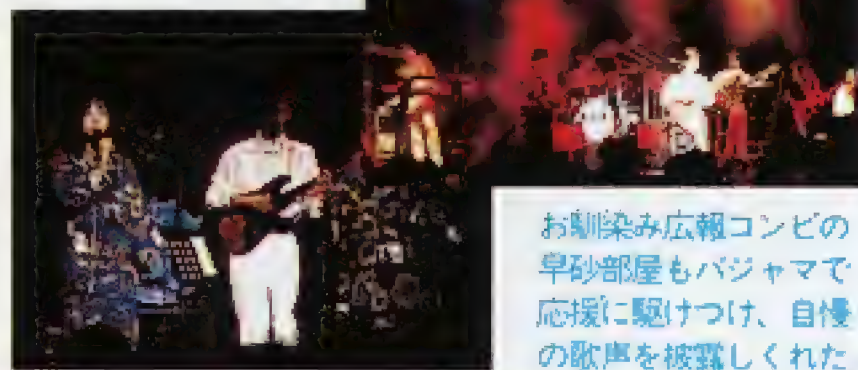 お馴染み広報コンビの
早砂部屋もパジャマで
応援に駆けつけ、自慢
の歌声を披露しくれた